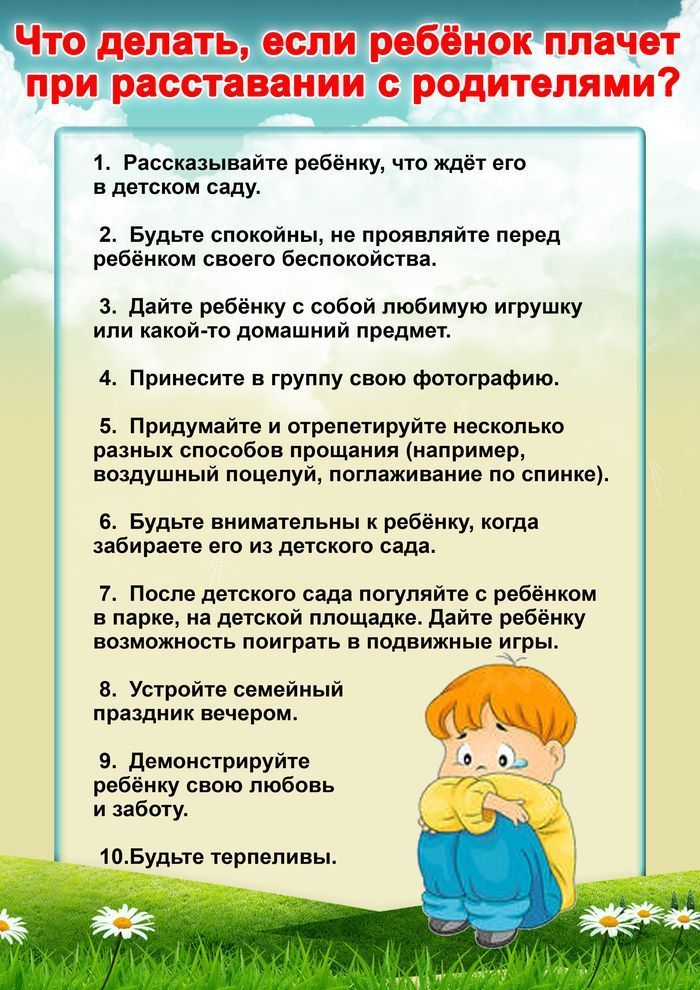 Что делать, если ребёнок плачет
при расставании с родителями?
1. Рассказывайте ребёнку, что ждёт его
в детском саду.
2. Будьте спокойны, не проявляйте перед
ребёнком своего беспокойства.
3. Дайте ребёнку с собой любимую игрушку
или какой-то домашний предмет.
4. Принесите в группу свою фотографию.
5. Придумайте и отрепетируйте несколько
разных способов прощания (например,
воздушный поцелуй, поглаживание по спинке).
6. Будьте внимательны к ребёнку, когда
забираете его из детского сада.
7. После детского сада погуляйте с ребёнком
в парке, на детской площадке. Дайте ребёнку
возможность поиграть в подвижные игры.
8. Устройте семейный
праздник вечером.
9. Демонстрируйте
ребёнку свою любовь
и заботу.
10.Будьте терпеливы.